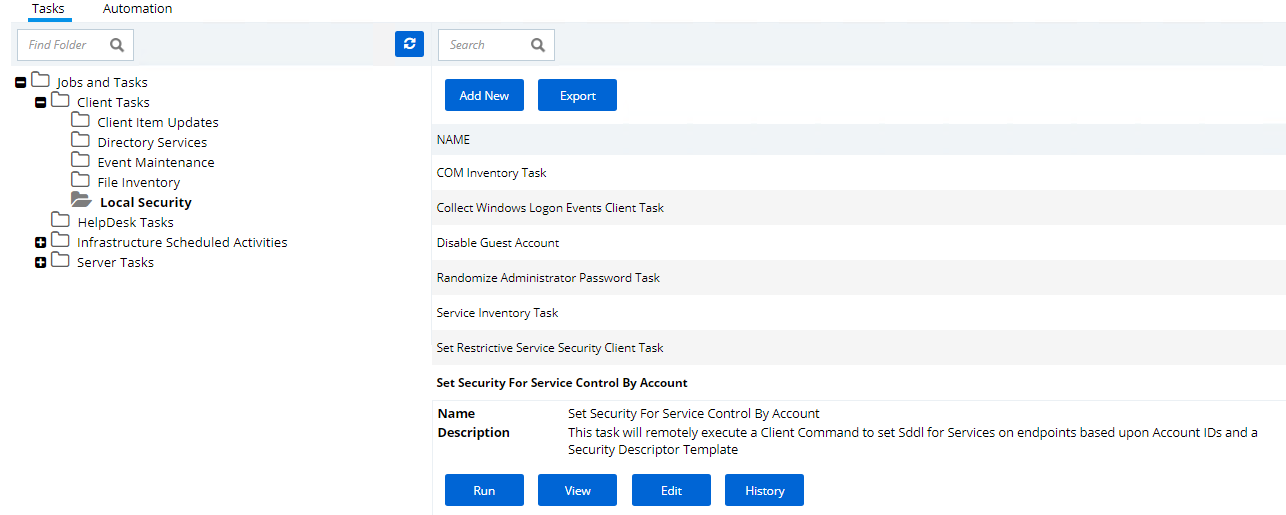 Tasks Automation
Find Folder
Search
Jobs and Tasks
Client Tasks
Client Item Updates
Directory Services
Event Maintenance
File Inventory
Local Security
HelpDesk Tasks
Infrastructure Scheduled Activities
Server Tasks
Add New Export
NAME
COM Inventory Task
Collect Windows Logon Events Client Task
Disable Guest Account
Randomize Administrator Password Task
Service Inventory Task
Set Restrictive Service Security Client Task
Set Security For Service Control By Account
Name Set Security For Service Control By Account
Description This task will remotely execute a Client Command to set Sddl for Services on endpoints based upon Account IDs and a
Security Descriptor Template
Run View Edit History